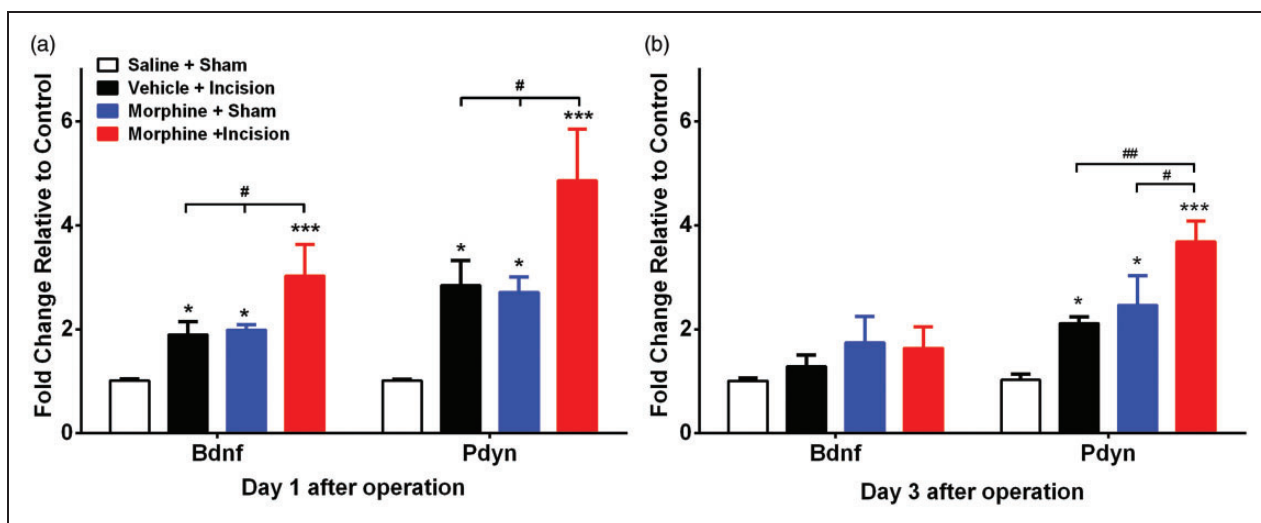 (a)
Saline + Sham
Vehicle + Incision
Morphine + Sham
Morphine +Incision
Fold Change Relative to Control
6
4
2
0
#
***
*
*
#
***
*
*
Bdnf
Pdyn
Day 1 after operation
(b)
Fold Change Relative to Control
6
4
2
0
##
#
***
*
*
Bdnf
Pdyn
Day 3 after operation